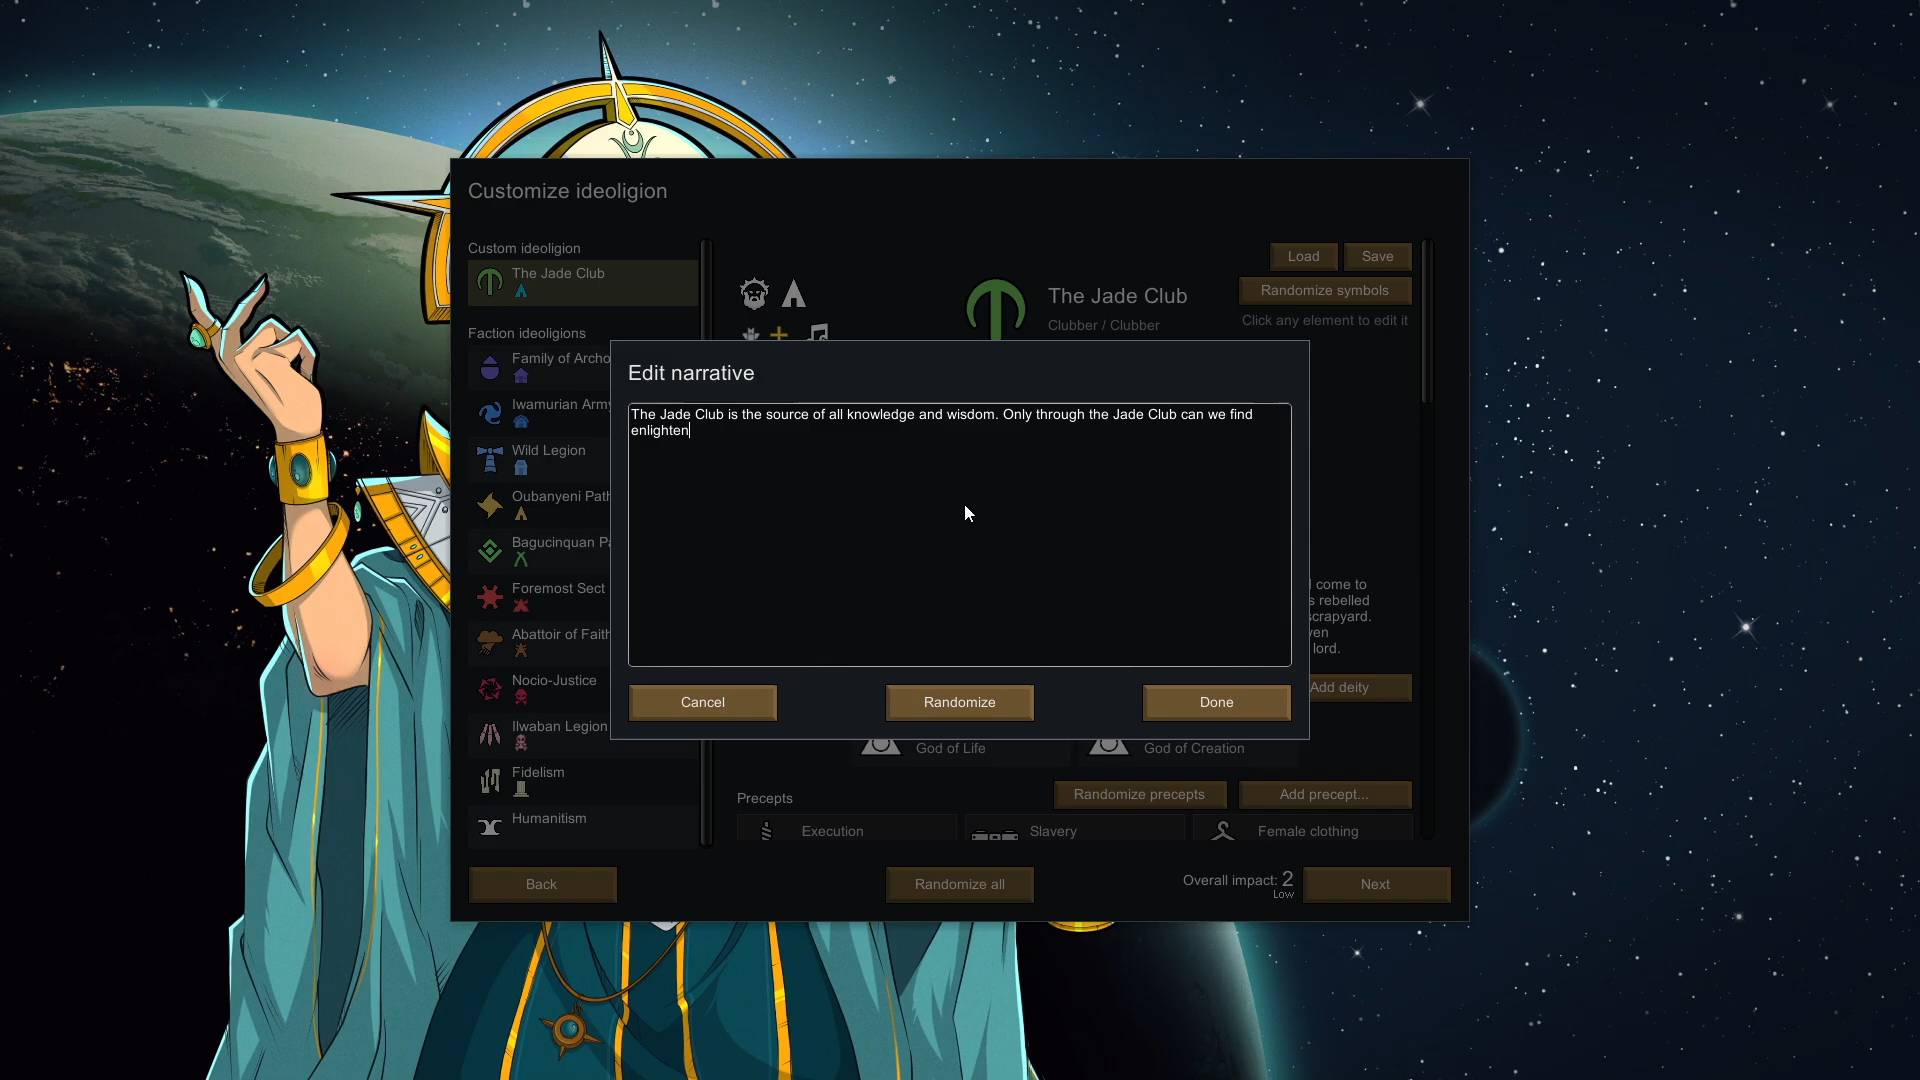 Customize ideoligion
Custom ideoligion
The Jade Club
Faction ideoligions
Family of Archo
Iwamurian Army
Wild Legion
Oubanyeni Path
Bagucinquan Pa
Foremost Sect
Abattoir of Faith
Nocio-Justice
Ilwaban Legion
Fidelism
Humanitism
Load
Save
Randomize symbols
Click any element to edit it
The Jade Club
Clubber / Clubber
Edit narrative
The Jade Club is the source of all knowledge and wisdom. Only through the Jade Club can we find
enlighten
Cancel
Randomize
Done
come to
rebelled
scrapyard.
lord.
Add deity
God of Life
God of Creation
Precepts
Randomize precepts
Add precept...
Execution
Slavery
Female clothing
Back
Randomize all
Overall impact: 2
Low
Next